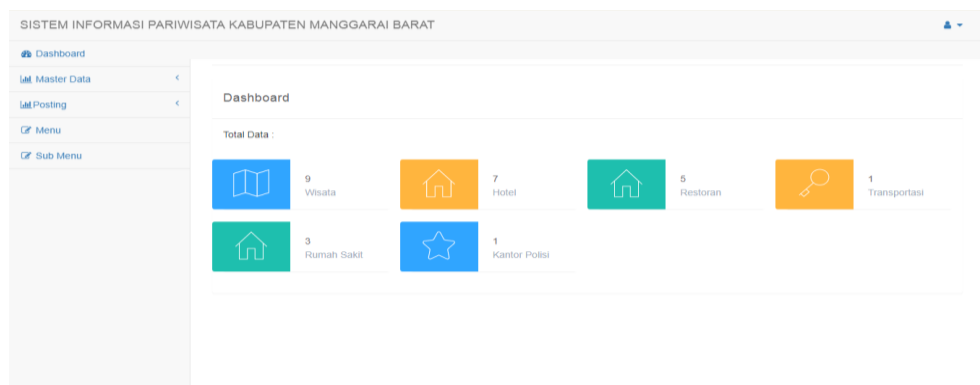 SISTEM INFORMASI PARIWISATA KABUPATEN MANGGARAI BARAT
Dashboard
Master Data
Posting
Menu
Sub Menu
Dashboard
Total Data :
9
Wisata
7
Hotel
5
Restoran
1
Transportasi
3
Rumah Sakit
1
Kantor Polisi